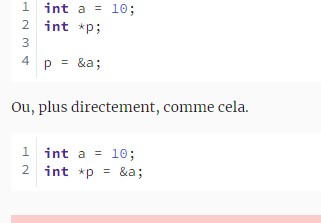 1 int a = 10;
2 int *p;
3
4 p = &a;
Ou, plus directement, comme cela.
1 int a = 10;
2 int *p = &a;